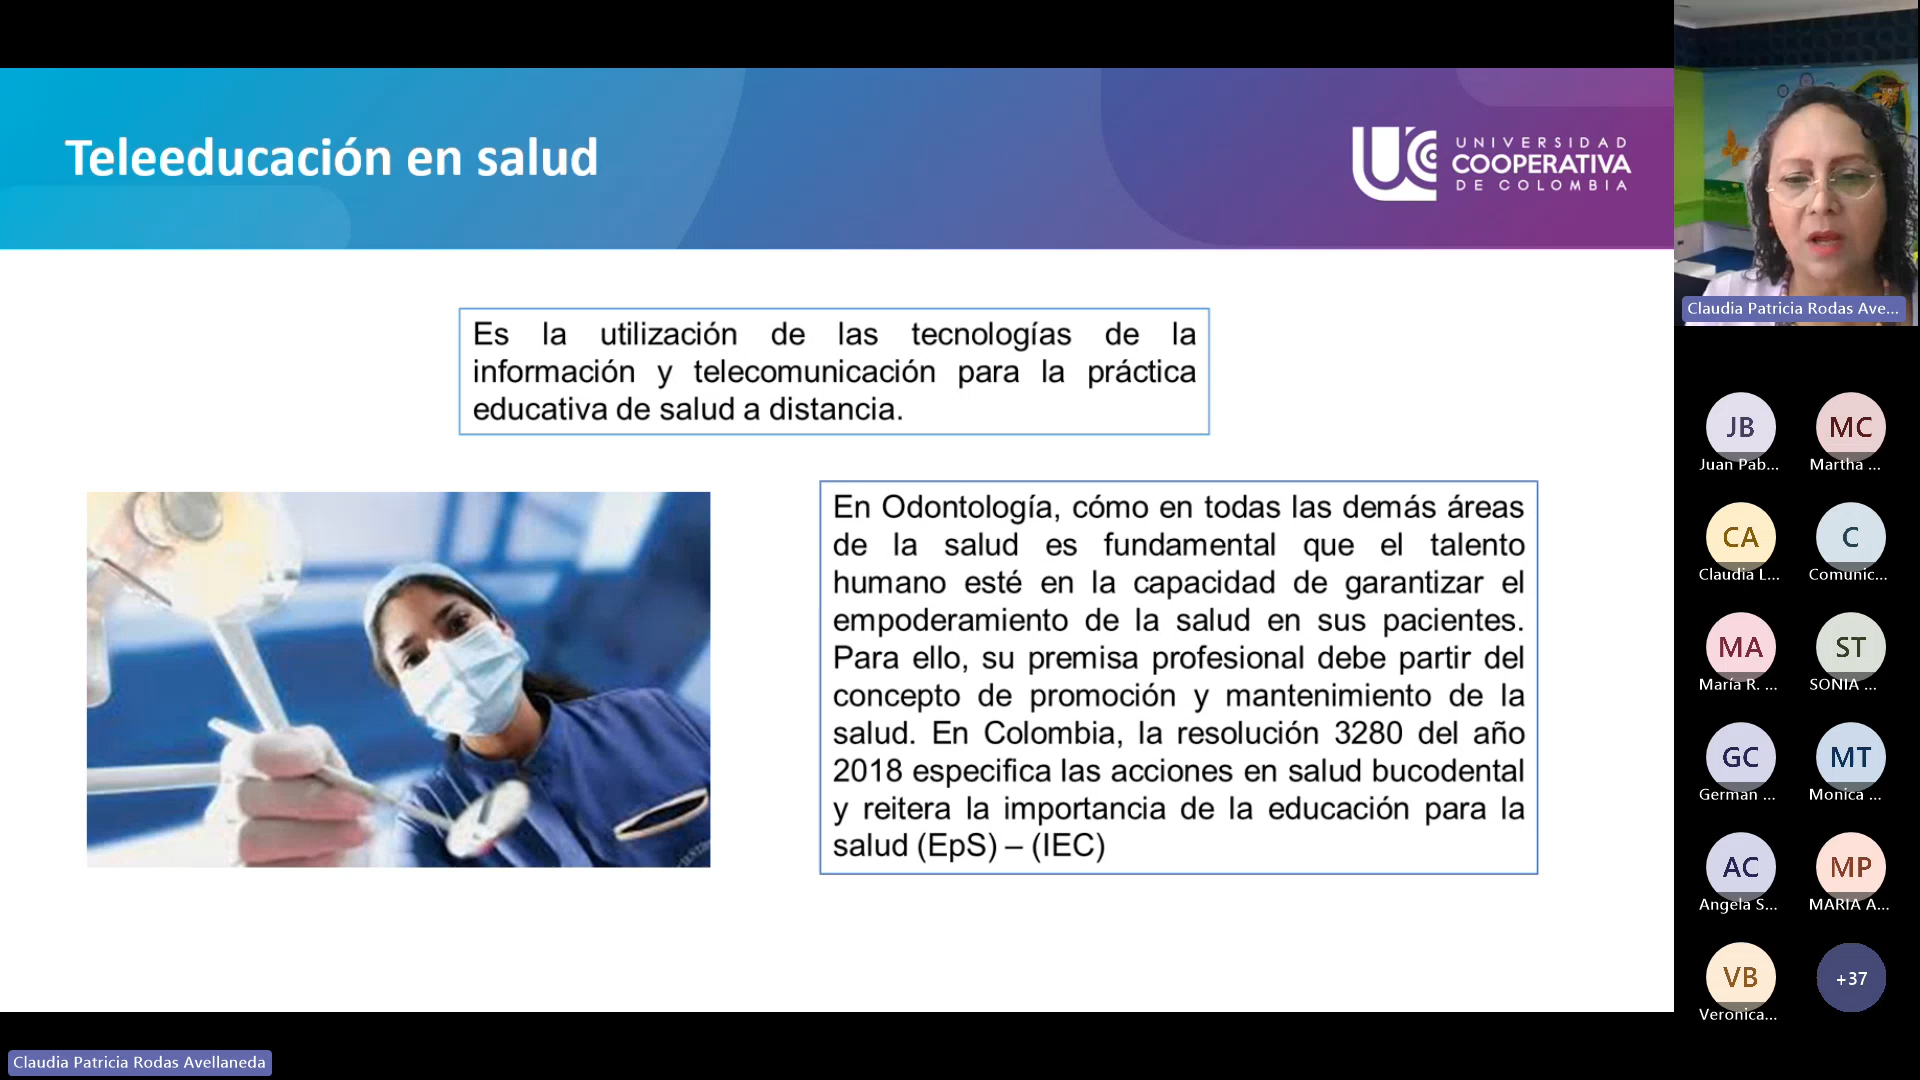 Teleeducación en salud
UNIVERSIDAD
COOPERATIVA
DE COLOMBIA
Es la utilización de las tecnologías de la
información y telecomunicación para la práctica
educativa de salud a distancia.
En Odontología, cómo en todas las demás áreas
de la salud es fundamental que el talento
humano esté en la capacidad de garantizar el
empoderamiento de la salud en sus pacientes.
Para ello, su premisa profesional debe partir del
concepto de promoción y mantenimiento de la
salud. En Colombia, la resolución 3280 del año
2018 especifica las acciones en salud bucodental
y reitera la importancia de la educación para la
salud (EpS) – (IEC)
Claudia Patricia Rodas Ave...
JB
MC
Juan Pab...
Martha ...
CA
C
Claudia L...
Comunic...
MA
ST
María R. ...
SONIA ...
GC
MT
German ...
Monica ...
AC
MP
Angela S...
MARIA A...
VB
+37
Veronica...
Claudia Patricia Rodas Avellaneda